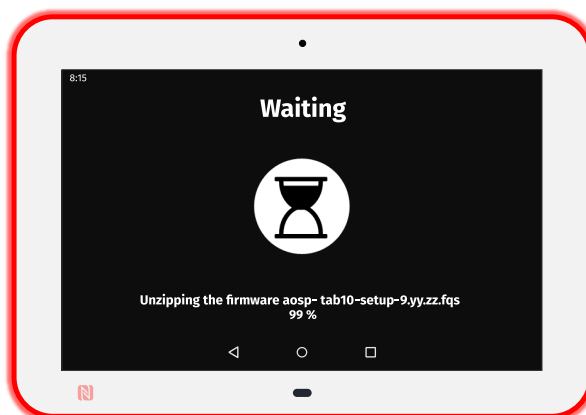 8:15
Waiting
Unzipping the firmware aosp- tab10-setup-9.yy.zz.fqs
99 %